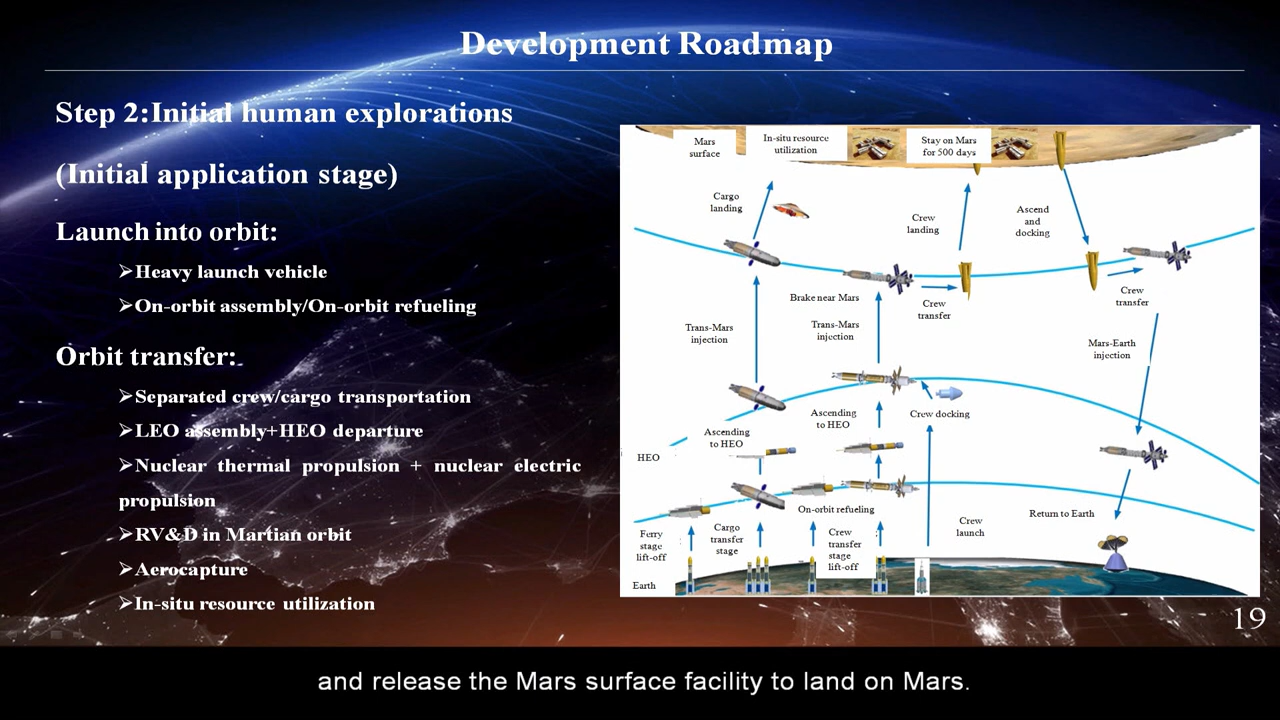 Development Roadmap
Step 2:Initial human explorations
(Initial application stage)
Launch into orbit:
➤Heavy launch vehicle
➤On-orbit assembly/On-orbit refueling
Orbit transfer:
➤Separated crew/cargo transportation
➤LEO assembly+HEO departure
➤Nuclear thermal propulsion + nuclear electric
propulsion
➤RV&D in Martian orbit
➤Aerocapture
➤In-situ resource utilization
Mars
surface
In-situ resource
utilization
Stay on Mars
for 500 days
Cargo
landing
Crew
landing
Ascend
and
docking
Brake near Mars
Crew
transfer
Crew
transfer
Trans-Mars
injection
Trans-Mars
injection
Mars-Earth
injection
Crew docking
Ascending
to HEO
Ascending
to HEO
HEO
On-orbit refueling
Ferry
stage
lift-off
Cargo
transfer
stage
Crew
transfer
stage
lift-off
Crew
launch
Return to Earth
Earth
19
and release the Mars surface facility to land on Mars.